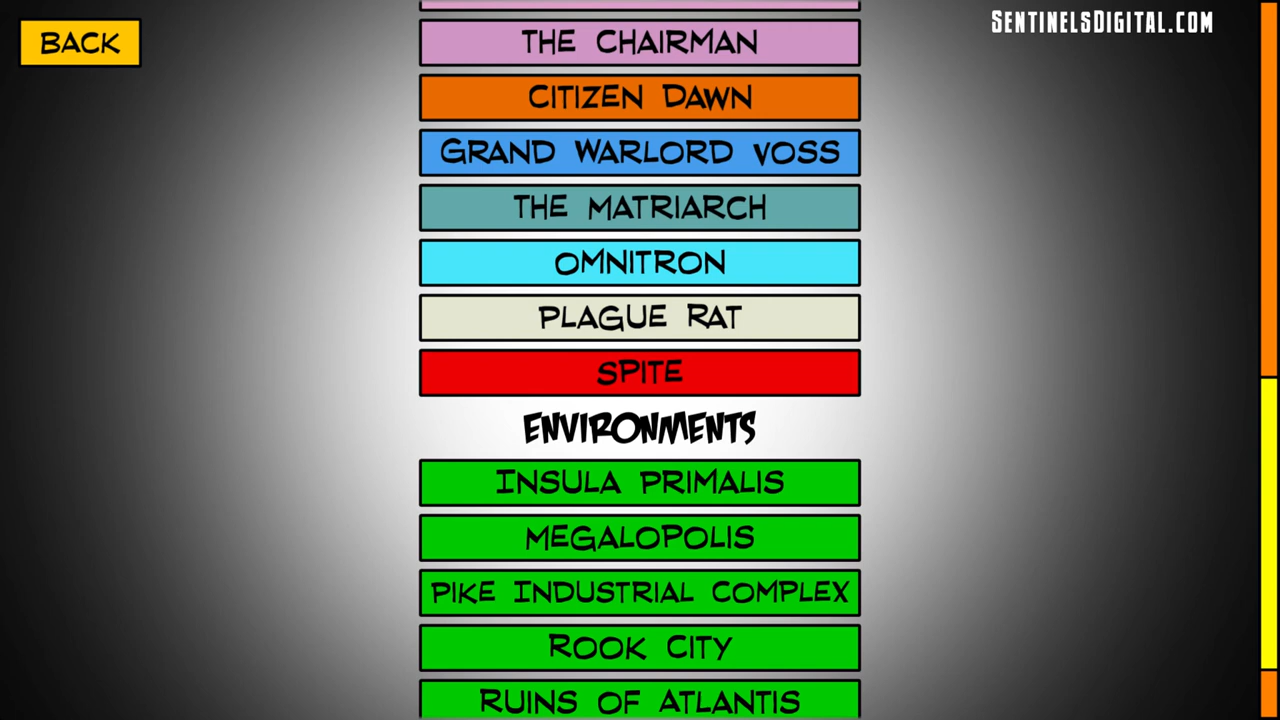 BACK
SENTINELSDIGITAL.COM
THE CHAIRMAN
CITIZEN DAWN
GRAND WARLORD VOSS
THE MATRIARCH
OMNITRON
PLAGUE RAT
SPITE
ENVIRONMENTS
INSULA PRIMALIS
MEGALOPOLIS
PIKE INDUSTRIAL COMPLEX
ROOK CITY
RUINS OF ATLANTIS